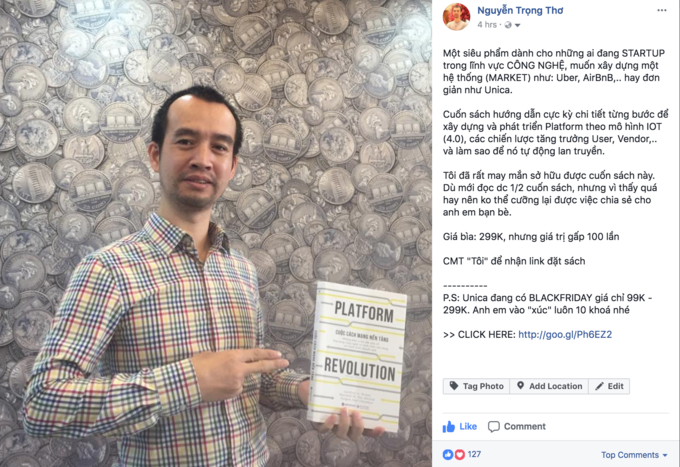 Nguyễn Trọng Thơ
4 hrs
Một siêu phẩm dành cho những ai đang STARTUP
trong lĩnh vực CÔNG NGHỆ, muốn xây dựng một
hệ thống (MARKET) như: Uber, AirBnB,.. hay đơn
giản như Unica.
Cuốn sách hướng dẫn cực kỳ chi tiết từng bước để
xây dựng và phát triển Platform theo mô hình IOT
(4.0), các chiến lược tăng trưởng User, Vendor,..
và làm sao để nó tự động lan truyền.
Tôi đã rất may mắn sở hữu được cuốn sách này.
Dù mới đọc dc 1/2 cuốn sách, nhưng vì thấy quá
hay nên ko thể cưỡng lại được việc chia sẻ cho
anh em bạn bè.
Giá bìa: 299K, nhưng giá trị gấp 100 lần
CMT "Tôi" để nhận link đặt sách
----------
P.S: Unica đang có BLACKFRIDAY giá chỉ 99K -
299K. Anh em vào "xúc" luôn 10 khoá nhé
>> CLICK HERE: http://goo.gl/Ph6EZ2
Tag Photo Add Location Edit
Like Comment
127 Top Comments
PLATFORM
CUỘC CÁCH MẠNG NỀN TẢNG
REVOLUTION